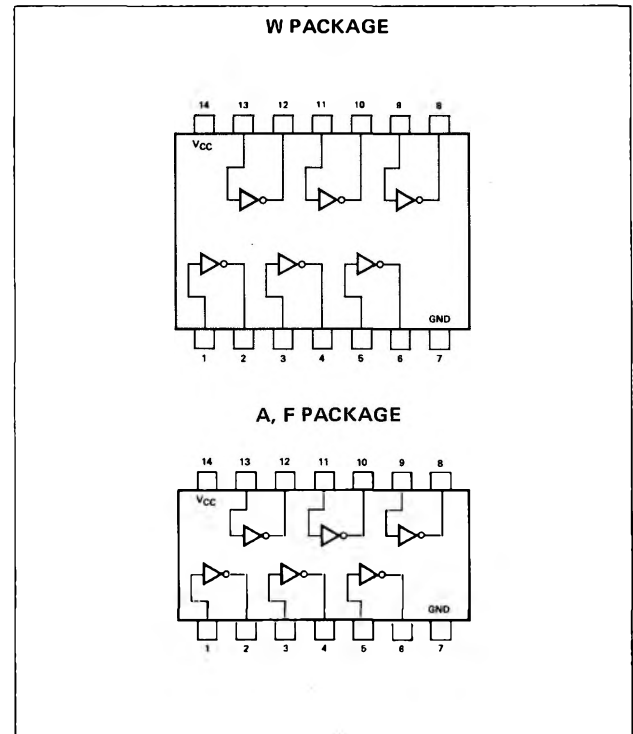 W PACKAGE
14 13 12 11 10 9 8
VCC
GND
1 2 3 4 5 6 7
A, F PACKAGE
14 13 12 11 10 9 8
VCC
GND
1 2 3 4 5 6 7